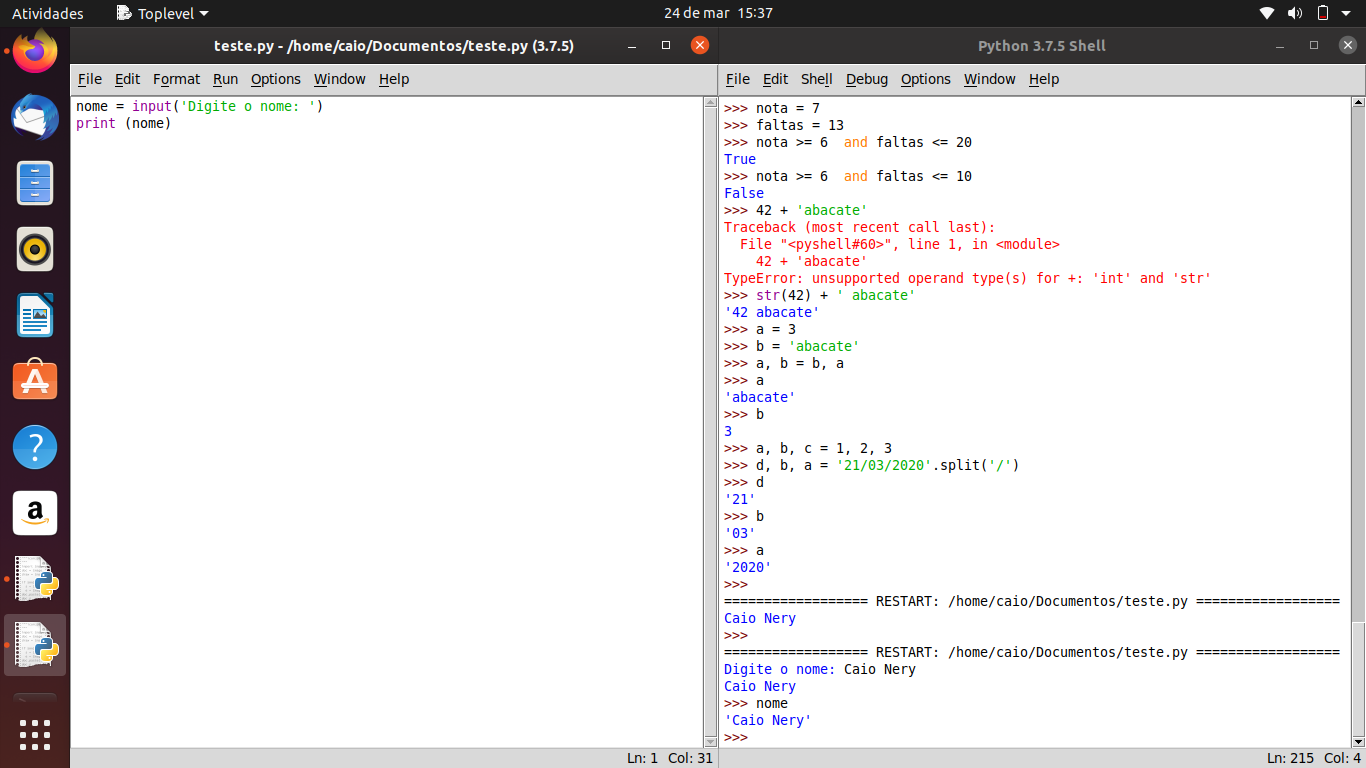 Atividades
Toplevel
24 de mar 15:37
teste.py - /home/caio/Documentos/teste.py (3.7.5)
File Edit Format Run Options Window Help
nome = input('Digite o nome: ')
print (nome)
Ln: 1 Col: 31
Python 3.7.5 Shell
File Edit Shell Debug Options Window Help
>>> nota = 7
>>> faltas = 13
>>> nota >= 6  and faltas <= 20
True
>>> nota >= 6  and faltas <= 10
False
>>> 42 + 'abacate'
Traceback (most recent call last):
  File "<pyshell#60>", line 1, in <module>
    42 + 'abacate'
TypeError: unsupported operand type(s) for +: 'int' and 'str'
>>> str(42) + ' abacate'
'42 abacate'
>>> a = 3
>>> b = 'abacate'
>>> a, b = b, a
>>> a
'abacate'
>>> b
3
>>> a, b, c = 1, 2, 3
>>> d, b, a = '21/03/2020'.split('/')
>>> d
'21'
>>> b
'03'
>>> a
'2020'
>>>
================== RESTART: /home/caio/Documentos/teste.py ==================
Caio Nery
>>>
================== RESTART: /home/caio/Documentos/teste.py ==================
Digite o nome: Caio Nery
Caio Nery
>>> nome
'Caio Nery'
>>>
Ln: 215 Col: 4